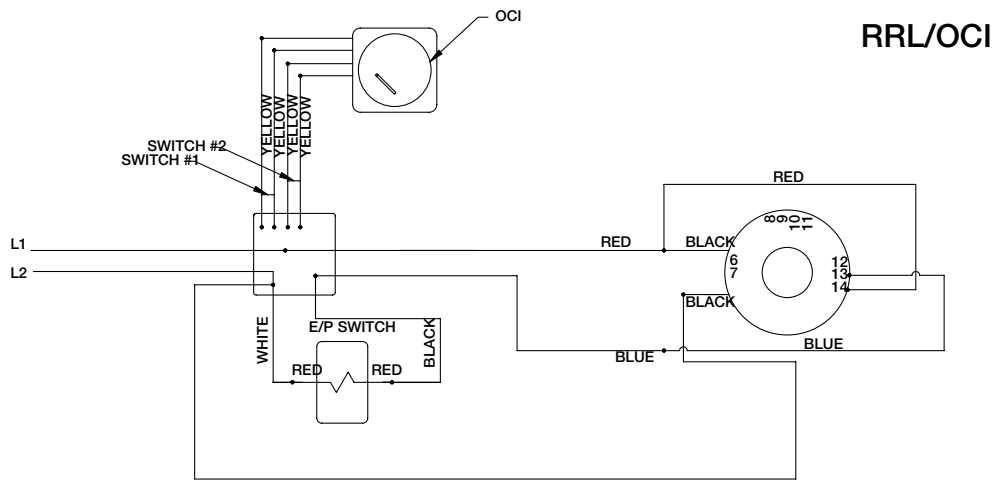 OCI
RRL/OCI
YELLOW
YELLOW
YELLOW
YELLOW
SWITCH #2
SWITCH #1
RED
8
9
10
11
L1
RED
BLACK
6
7
12
13
14
L2
BLACK
E/P SWITCH
WHITE
BLACK
BLUE
BLUE
RED
RED